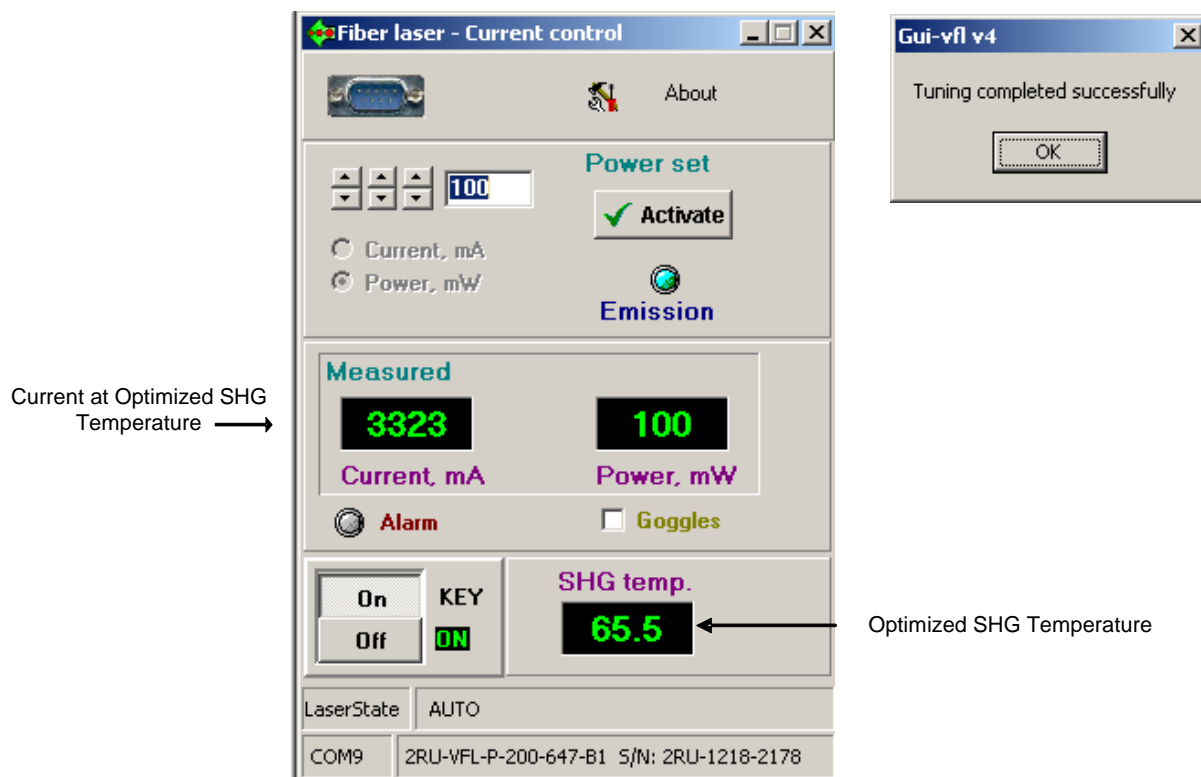 Fiber laser - Current control
About
100
Power set
Activate
Current, mA
Power, mW
Emission
Measured
3323
100
Current, mA
Power, mW
Alarm
Goggles
On
Off
KEY
ON
SHG temp.
65.5
LaserState
AUTO
COM9
2RU-VFL-P-200-647-B1 S/N: 2RU-1218-2178
Gui-vfl v4
Tuning completed successfully
OK
Current at Optimized SHG
Temperature
Optimized SHG Temperature